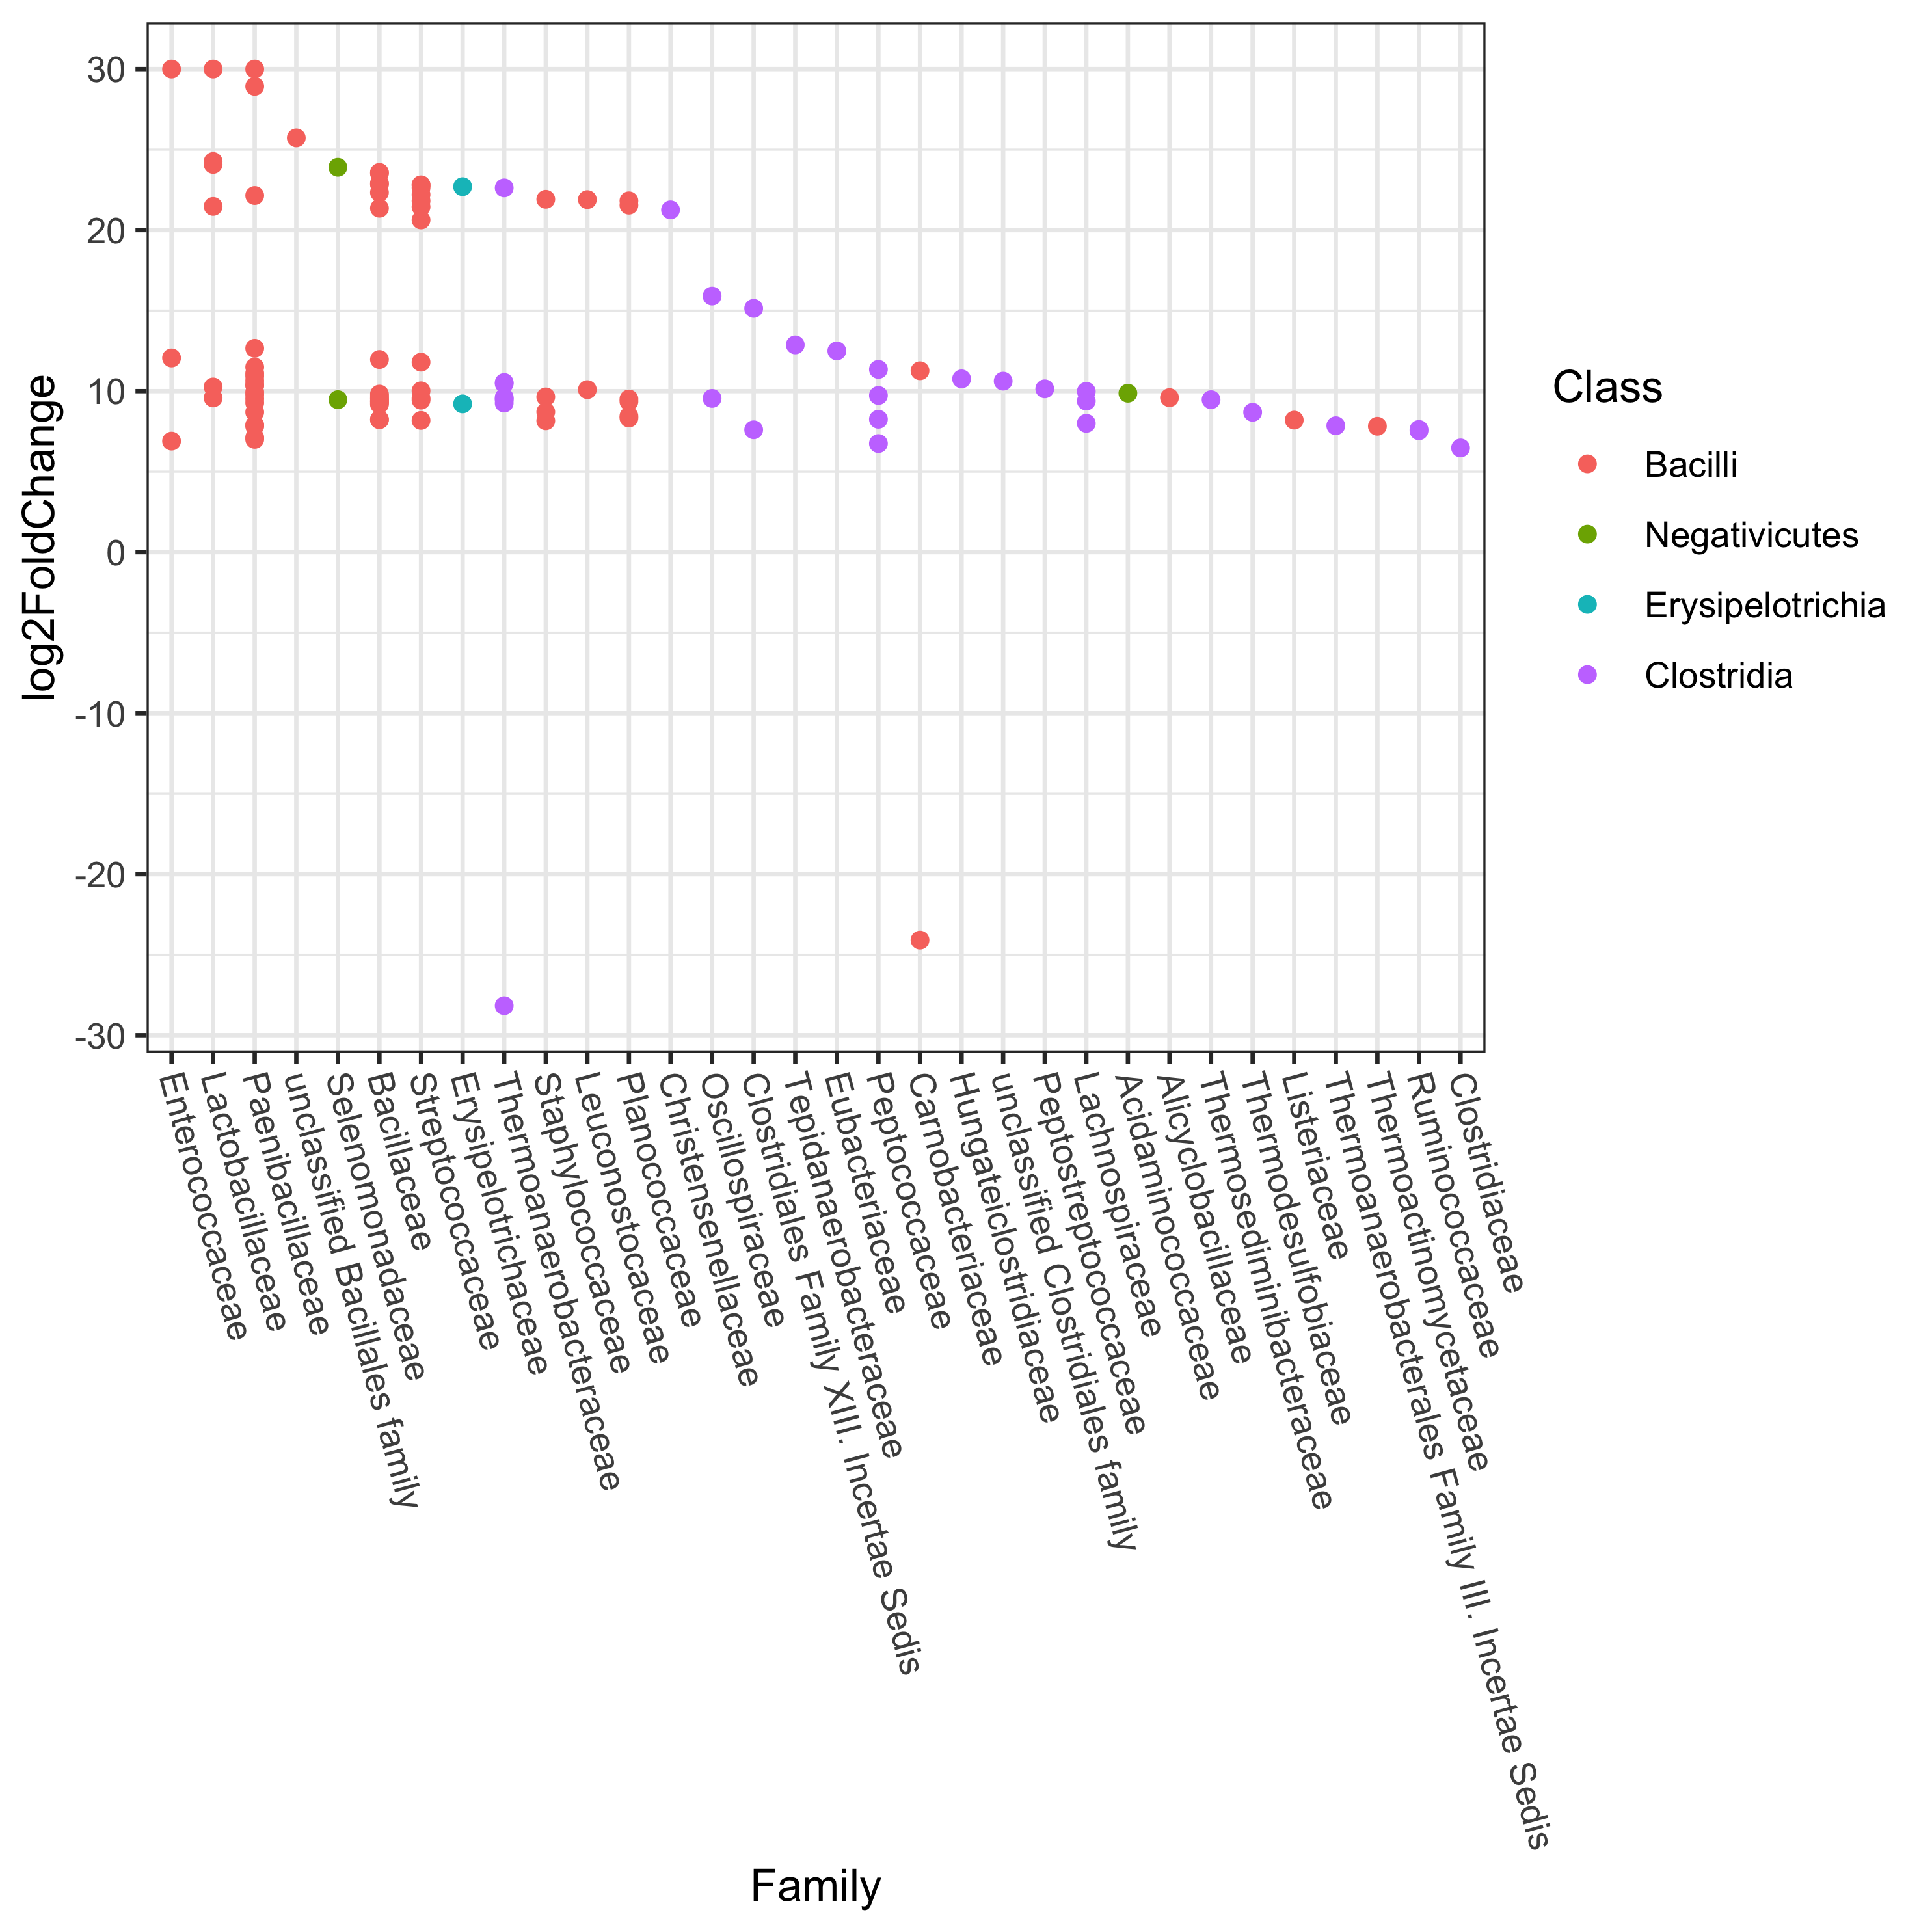 log2FoldChange
30
20
10
0
-10
-20
-30
Enterococcaceae
Lactobacillaceae
Paenibacillaceae
unclassified Bacillales family
Selenomonadaceae
Bacillaceae
Streptococcaceae
Erysipelotrichaceae
Thermoanaerobacteraceae
Staphylococcaceae
Leuconostocaceae
Planococcaceae
Christensenellaceae
Oscillospiraceae
Clostridiales Family XIII. Incertae Sedis
Tepidanaerobacteraceae
Eubacteriaceae
Peptococcaceae
Carnobacteriaceae
Hungateiclostridiaceae
unclassified Clostridiales family
Peptostreptococcaceae
Lachnospiraceae
Acidaminococcaceae
Alicyclobacillaceae
Thermosediminibacteraceae
Thermodesulfobiaceae
Listeriaceae
Thermoanaerobacterales Family III. Incertae Sedis
Thermoactinomycetaceae
Ruminococcaceae
Clostridiaceae
Family
Class
Bacilli
Negativicutes
Erysipelotrichia
Clostridia